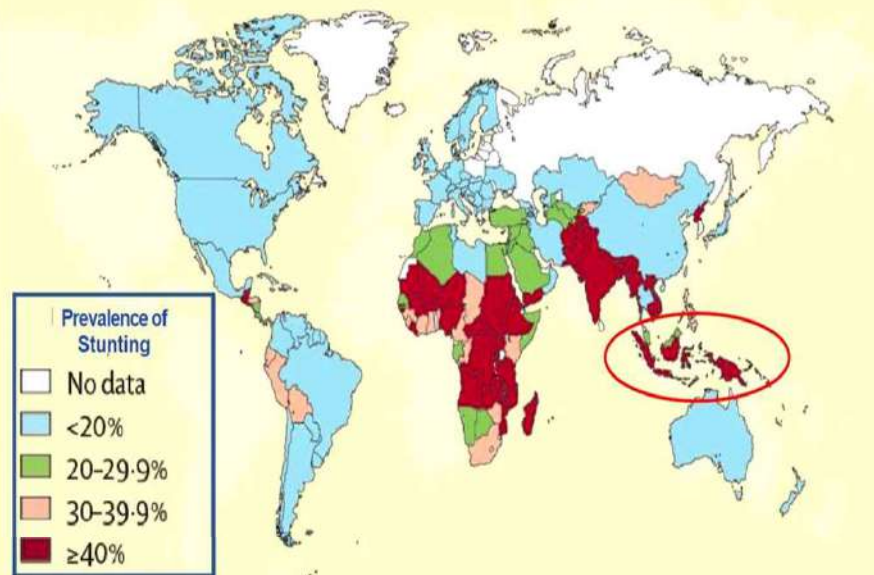 Prevalence of
Stunting
No data
<20%
20–29·9%
30–39·9%
≥40%